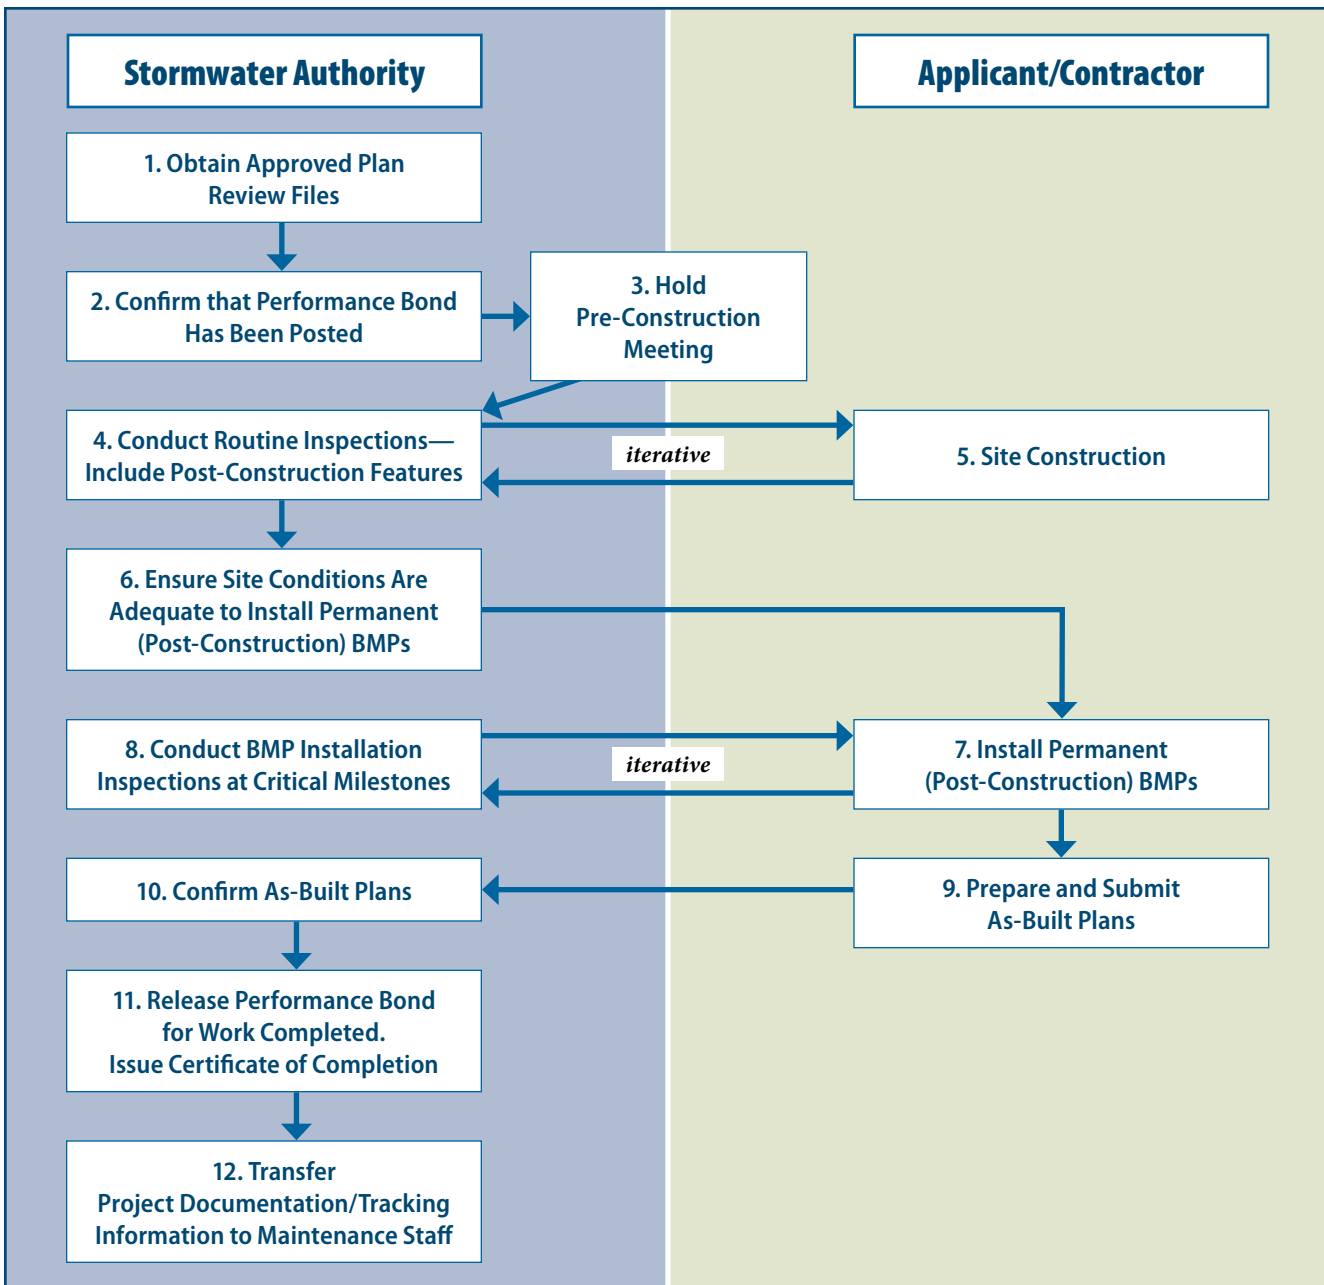 Stormwater Authority
Applicant/Contractor
1. Obtain Approved Plan
Review Files
2. Confirm that Performance Bond
Has Been Posted
3. Hold
Pre-Construction
Meeting
4. Conduct Routine Inspections—
Include Post-Construction Features
iterative
5. Site Construction
6. Ensure Site Conditions Are
Adequate to Install Permanent
(Post-Construction) BMPs
8. Conduct BMP Installation
Inspections at Critical Milestones
iterative
7. Install Permanent
(Post-Construction) BMPs
10. Confirm As-Built Plans
9. Prepare and Submit
As-Built Plans
11. Release Performance Bond
for Work Completed.
Issue Certificate of Completion
12. Transfer
Project Documentation/Tracking
Information to Maintenance Staff